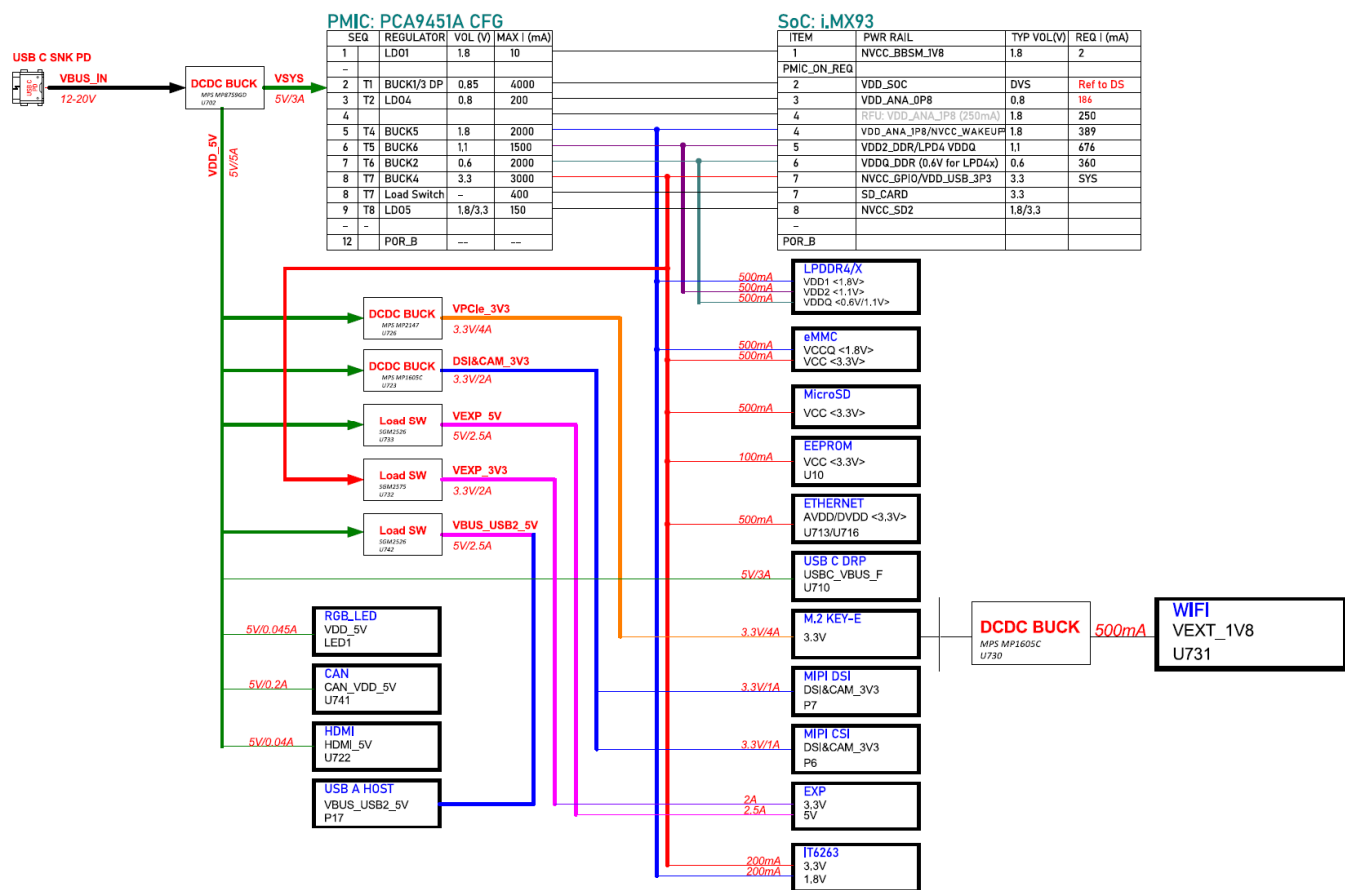 PMIC: PCA9451A CFG
SEQ REGULATOR VOL (V) MAX I (mA)
1 LDO1 1.8 10
–
2 T1 BUCK1/3 DP 0.85 4000
3 T2 LDO4 0.8 200
4
5 T4 BUCK5 1.8 2000
6 T5 BUCK6 1.1 1500
7 T6 BUCK2 0.6 2000
8 T7 BUCK4 3.3 3000
8 T7 Load Switch – 400
9 T8 LDO5 1.8/3.3 150
– –
12 POR_B –– ––
SoC: i.MX93
ITEM PWR RAIL TYP VOL(V) REQ I (mA)
1 NVCC_BBSM_1V8 1.8 2
PMIC_ON_REQ
2 VDD_SOC DVS Ref to DS
3 VDD_ANA_0P8 0.8 186
4 RFU: VDD_ANA_1P8 (250mA) 1.8 250
4 VDD_ANA_1P8/NVCC_WAKEUP 1.8 389
5 VDD2_DDR/LPD4 VDDQ 1.1 676
6 VDDQ_DDR (0.6V for LPD4x) 0.6 360
7 NVCC_GPIO/VDD_USB_3P3 3.3 SYS
7 SD_CARD 3.3
8 NVCC_SD2 1.8/3.3
–
POR_B
USB C SNK PD
USB C
PD
VBUS_IN
12-20V
DCDC BUCK
MPS MP8759GD
U702
VSYS
5V/3A
VDD_5V
5V/5A
DCDC BUCK
MPS MP2147
U726
VPCIe_3V3
3.3V/4A
DCDC BUCK
MPS MP1605C
U723
DSI&CAM_3V3
3.3V/2A
Load SW
SGM2526
U733
VEXP_5V
5V/2.5A
Load SW
SGM2575
U732
VEXP_3V3
3.3V/2A
Load SW
SGM2526
U742
VBUS_USB2_5V
5V/2.5A
5V/0.045A
RGB_LED
VDD_5V
LED1
5V/0.2A
CAN
CAN_VDD_5V
U741
5V/0.04A
HDMI
HDMI_5V
U722
USB A HOST
VBUS_USB2_5V
P17
LPDDR4/X
500mA VDD1 <1.8V>
500mA VDD2 <1.1V>
500mA VDDQ <0.6V/1.1V>
eMMC
500mA VCCQ <1.8V>
500mA VCC <3.3V>
MicroSD
500mA VCC <3.3V>
EEPROM
100mA VCC <3.3V>
U10
ETHERNET
500mA AVDD/DVDD <3.3V>
U713/U716
USB C DRP
5V/3A USBC_VBUS_F
U710
M.2 KEY-E
3.3V/4A 3.3V
DCDC BUCK
MPS MP1605C
U730
500mA
WIFI
VEXT_1V8
U731
MIPI DSI
3.3V/1A DSI&CAM_3V3
P7
MIPI CSI
3.3V/1A DSI&CAM_3V3
P6
EXP
2A 3.3V
2.5A 5V
IT6263
200mA 3.3V
200mA 1.8V